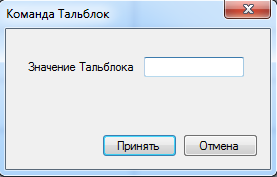 Команда Тальблок
Значение Тальблока
Принять
Отмена